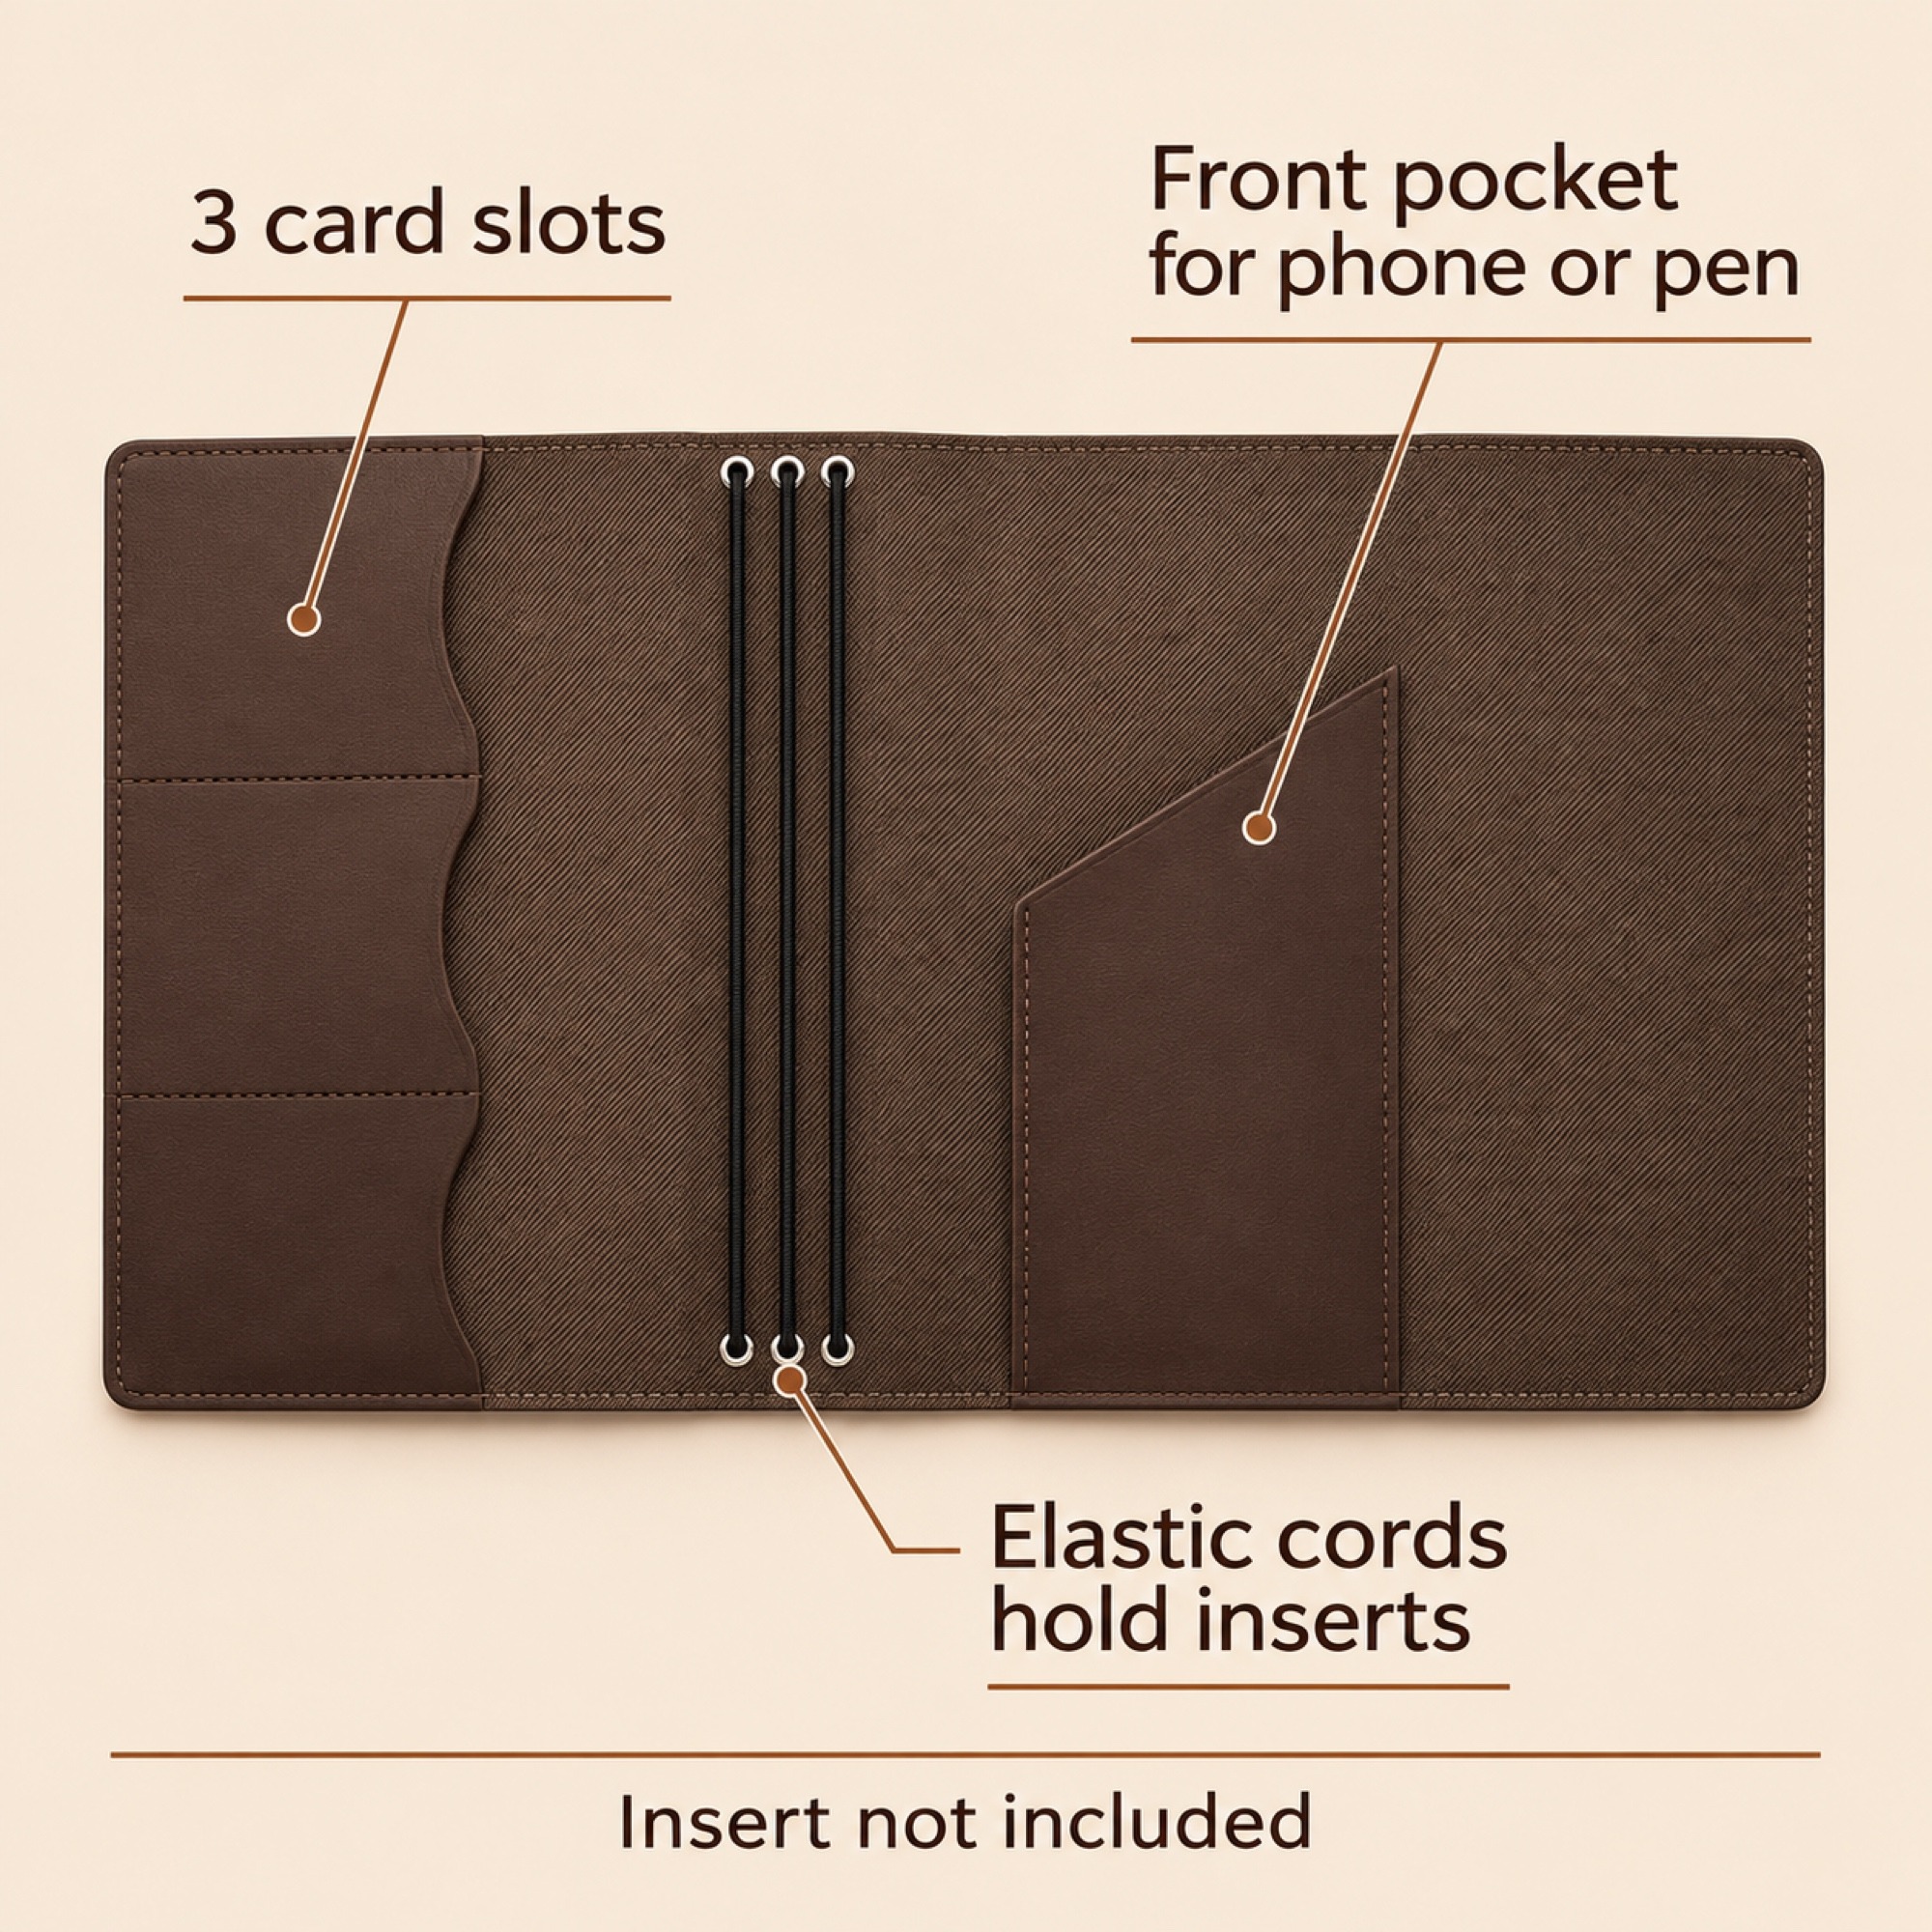 3 card slots
Front pocket
for phone or pen
Elastic cords
hold inserts
Insert not included